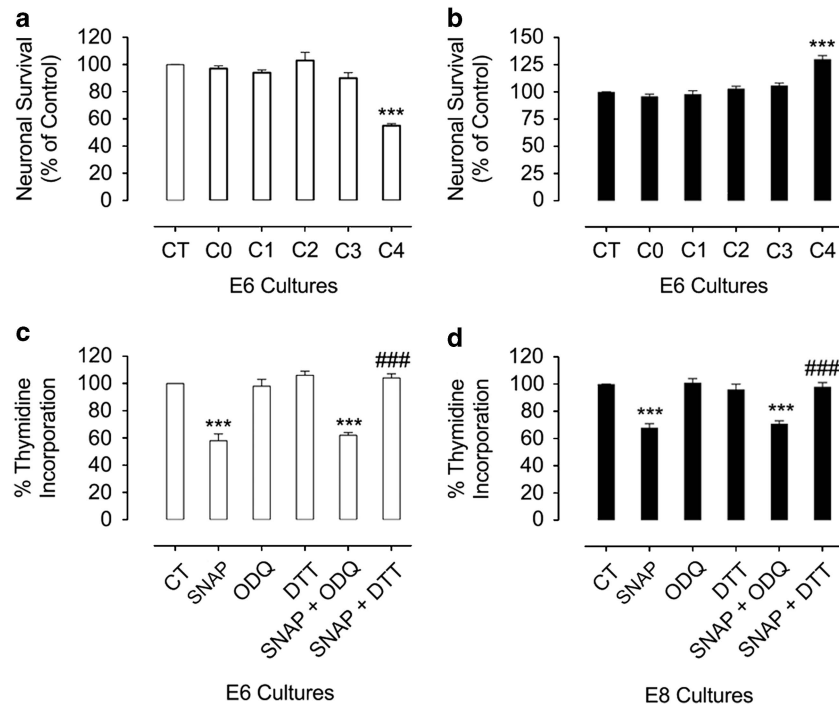 a
Neuronal Survival
(% of Control)
120
100
80
60
40
20
0
***
CT C0 C1 C2 C3 C4
E6 Cultures
b
Neuronal Survival
(% of Control)
150
125
100
75
50
25
0
***
CT C0 C1 C2 C3 C4
E6 Cultures
c
% Thymidine
Incorporation
120
100
80
60
40
20
0
***
***
###
CT
SNAP
ODQ
DTT
SNAP + ODQ
SNAP + DTT
E6 Cultures
d
% Thymidine
Incorporation
120
100
80
60
40
20
0
***
***
###
CT
SNAP
ODQ
DTT
SNAP + ODQ
SNAP + DTT
E8 Cultures